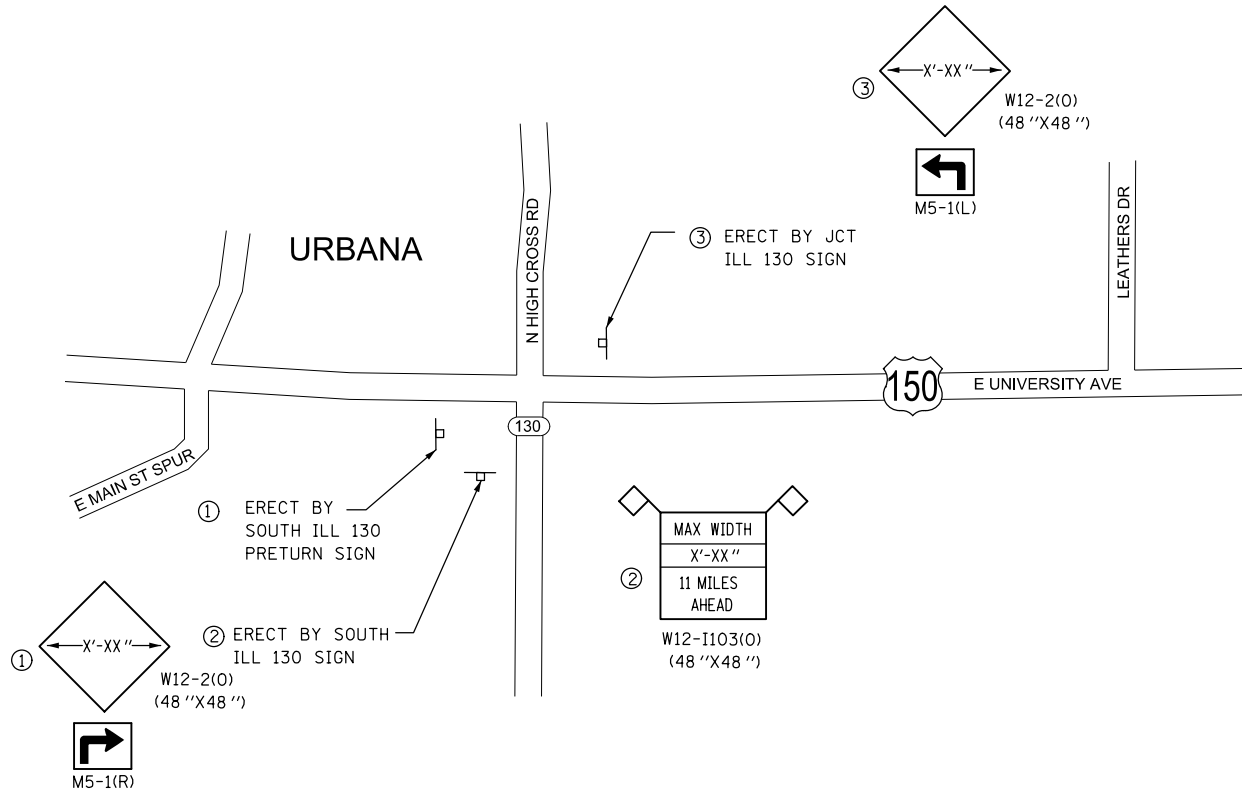 ③
X'-XX"
W12-2(O)
(48 "X48 ")
M5-1(L)
URBANA
N HIGH CROSS RD
③ ERECT BY JCT
ILL 130 SIGN
LEATHERS DR
150
E UNIVERSITY AVE
130
E MAIN ST SPUR
① ERECT BY
SOUTH ILL 130
PRETURN SIGN
② ERECT BY SOUTH
ILL 130 SIGN
MAX WIDTH
X'-XX"
②
11 MILES
AHEAD
W12-I103(O)
(48 "X48 ")
①
X'-XX"
W12-2(O)
(48 "X48 ")
M5-1(R)